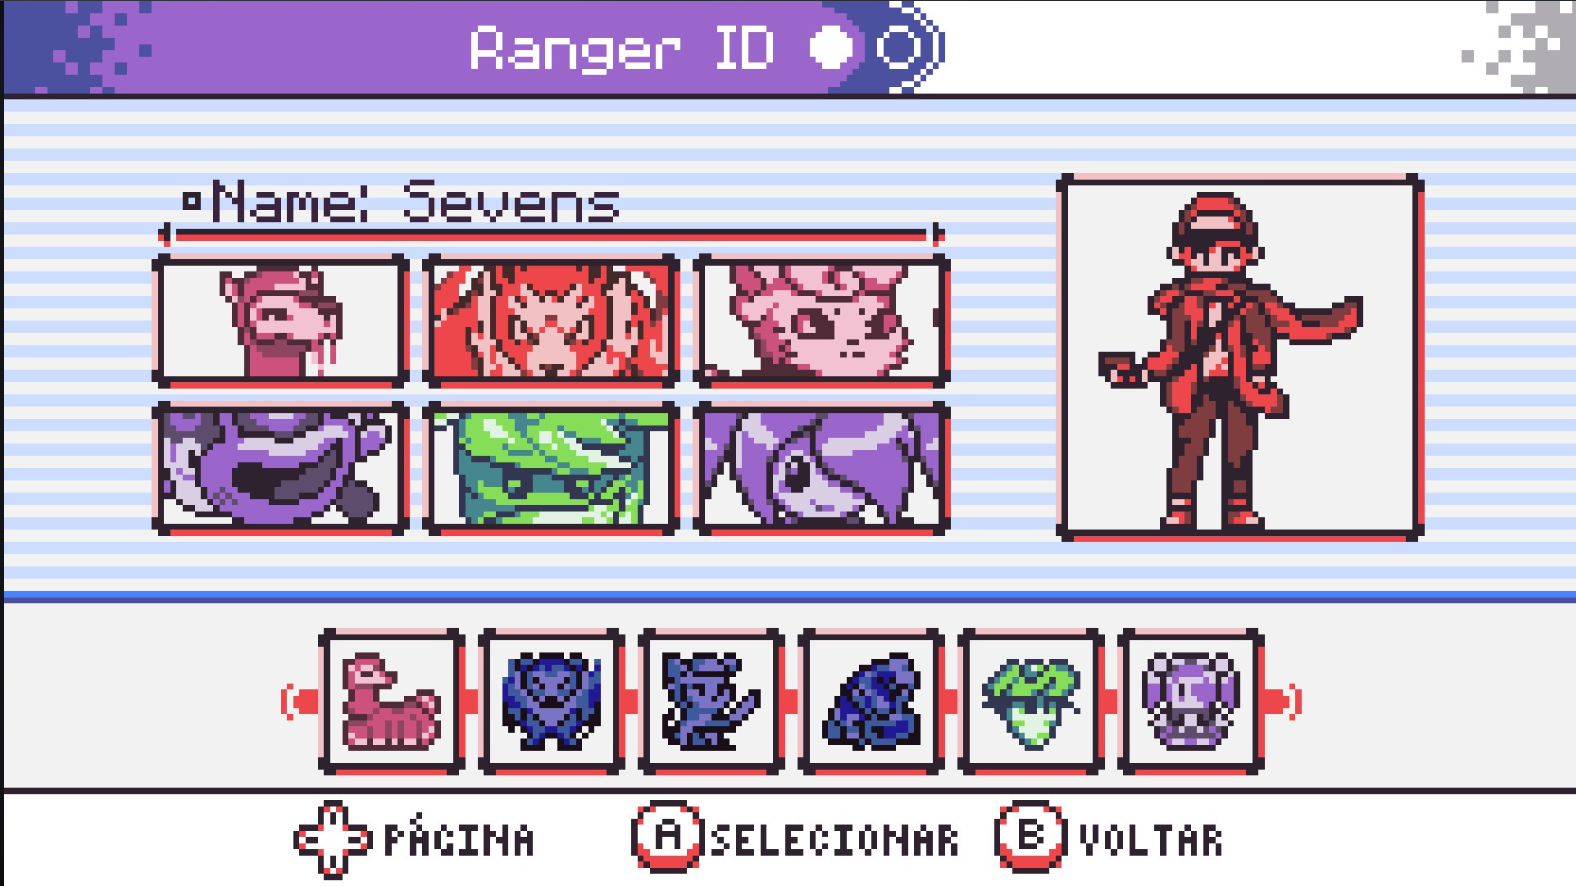 Ranger ID
Name: Sevens
PÁGINA
A SELECIONAR
B VOLTAR